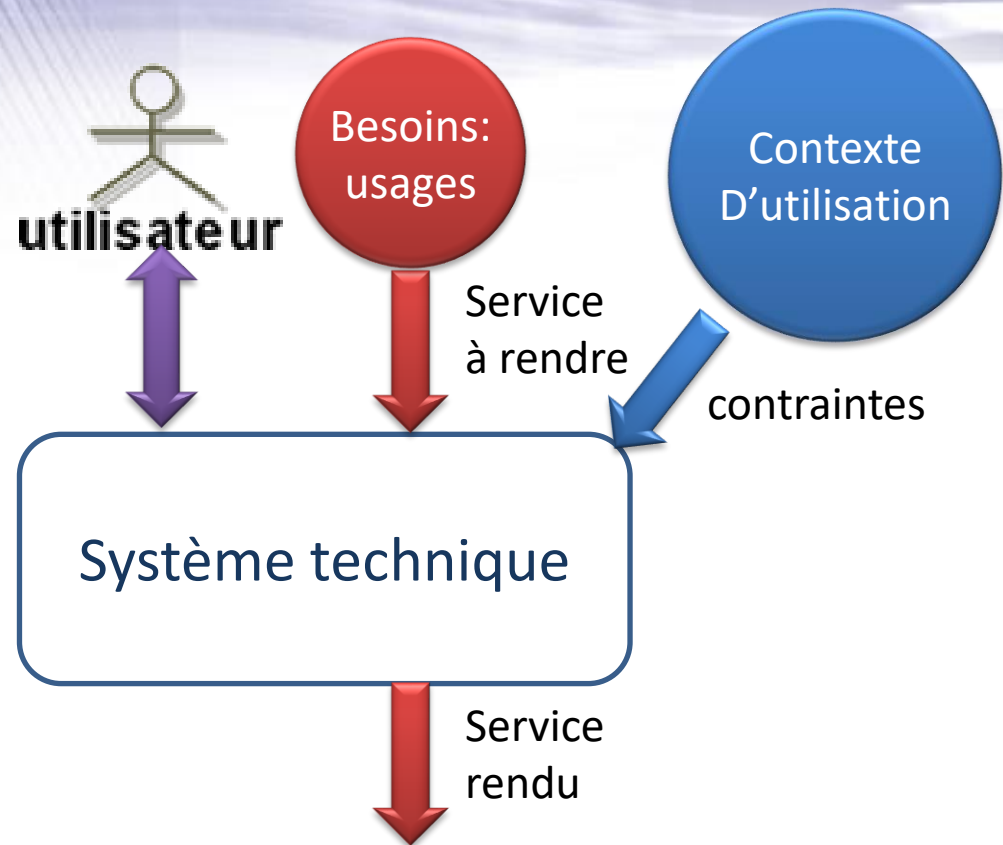 utilisateur
Besoins:
usages
Contexte
D’utilisation
Service
à rendre
contraintes
Système technique
Service
rendu